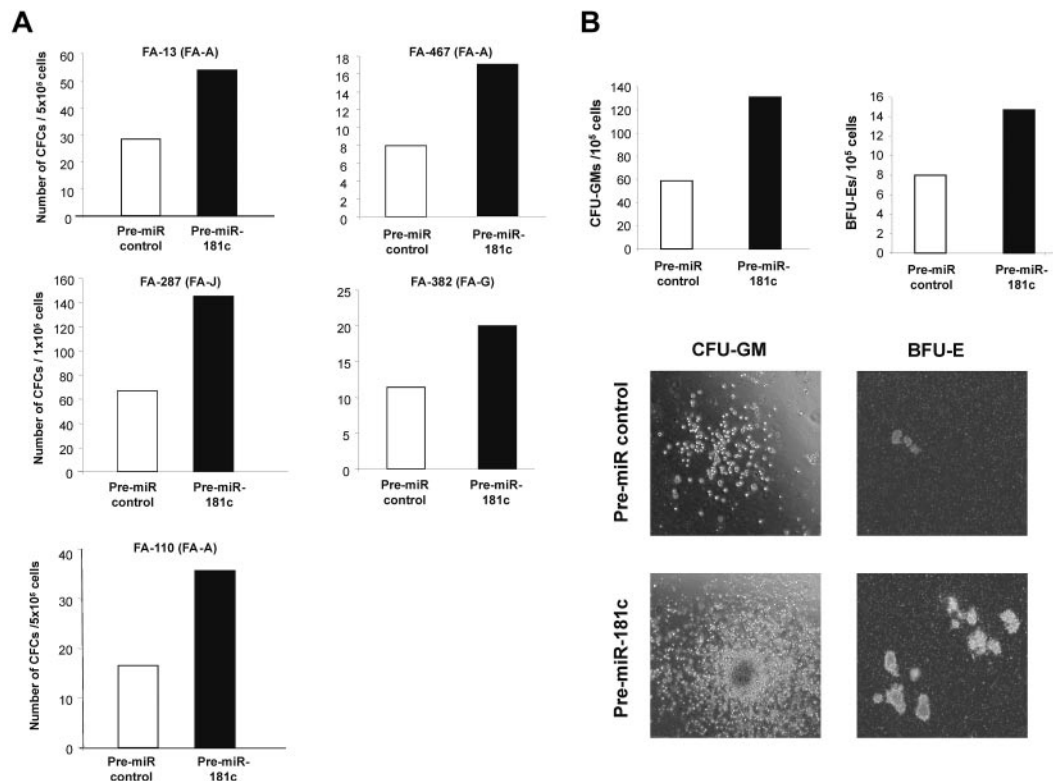 A
FA-13 (FA-A)
Number of CFCs / 5x10⁵ cells
60
50
40
30
20
10
0
Pre-miR control
Pre-miR-181c
FA-467 (FA-A)
18
16
14
12
10
8
6
4
2
0
Pre-miR control
Pre-miR-181c
FA-287 (FA-J)
Number of CFCs / 1x10⁵ cells
160
140
120
100
80
60
40
20
0
Pre-miR control
Pre-miR-181c
FA-382 (FA-G)
25
20
15
10
5
0
Pre-miR control
Pre-miR-181c
FA-110 (FA-A)
Number of CFCs /5x10⁵ cells
40
30
20
10
0
Pre-miR control
Pre-miR-181c
B
CFU-GMs /10⁵ cells
140
120
100
80
60
40
20
0
Pre-miR control
Pre-miR-181c
BFU-Es/ 10⁵ cells
16
14
12
10
8
6
4
2
0
Pre-miR control
Pre-miR-181c
CFU-GM
BFU-E
Pre-miR control
Pre-miR-181c